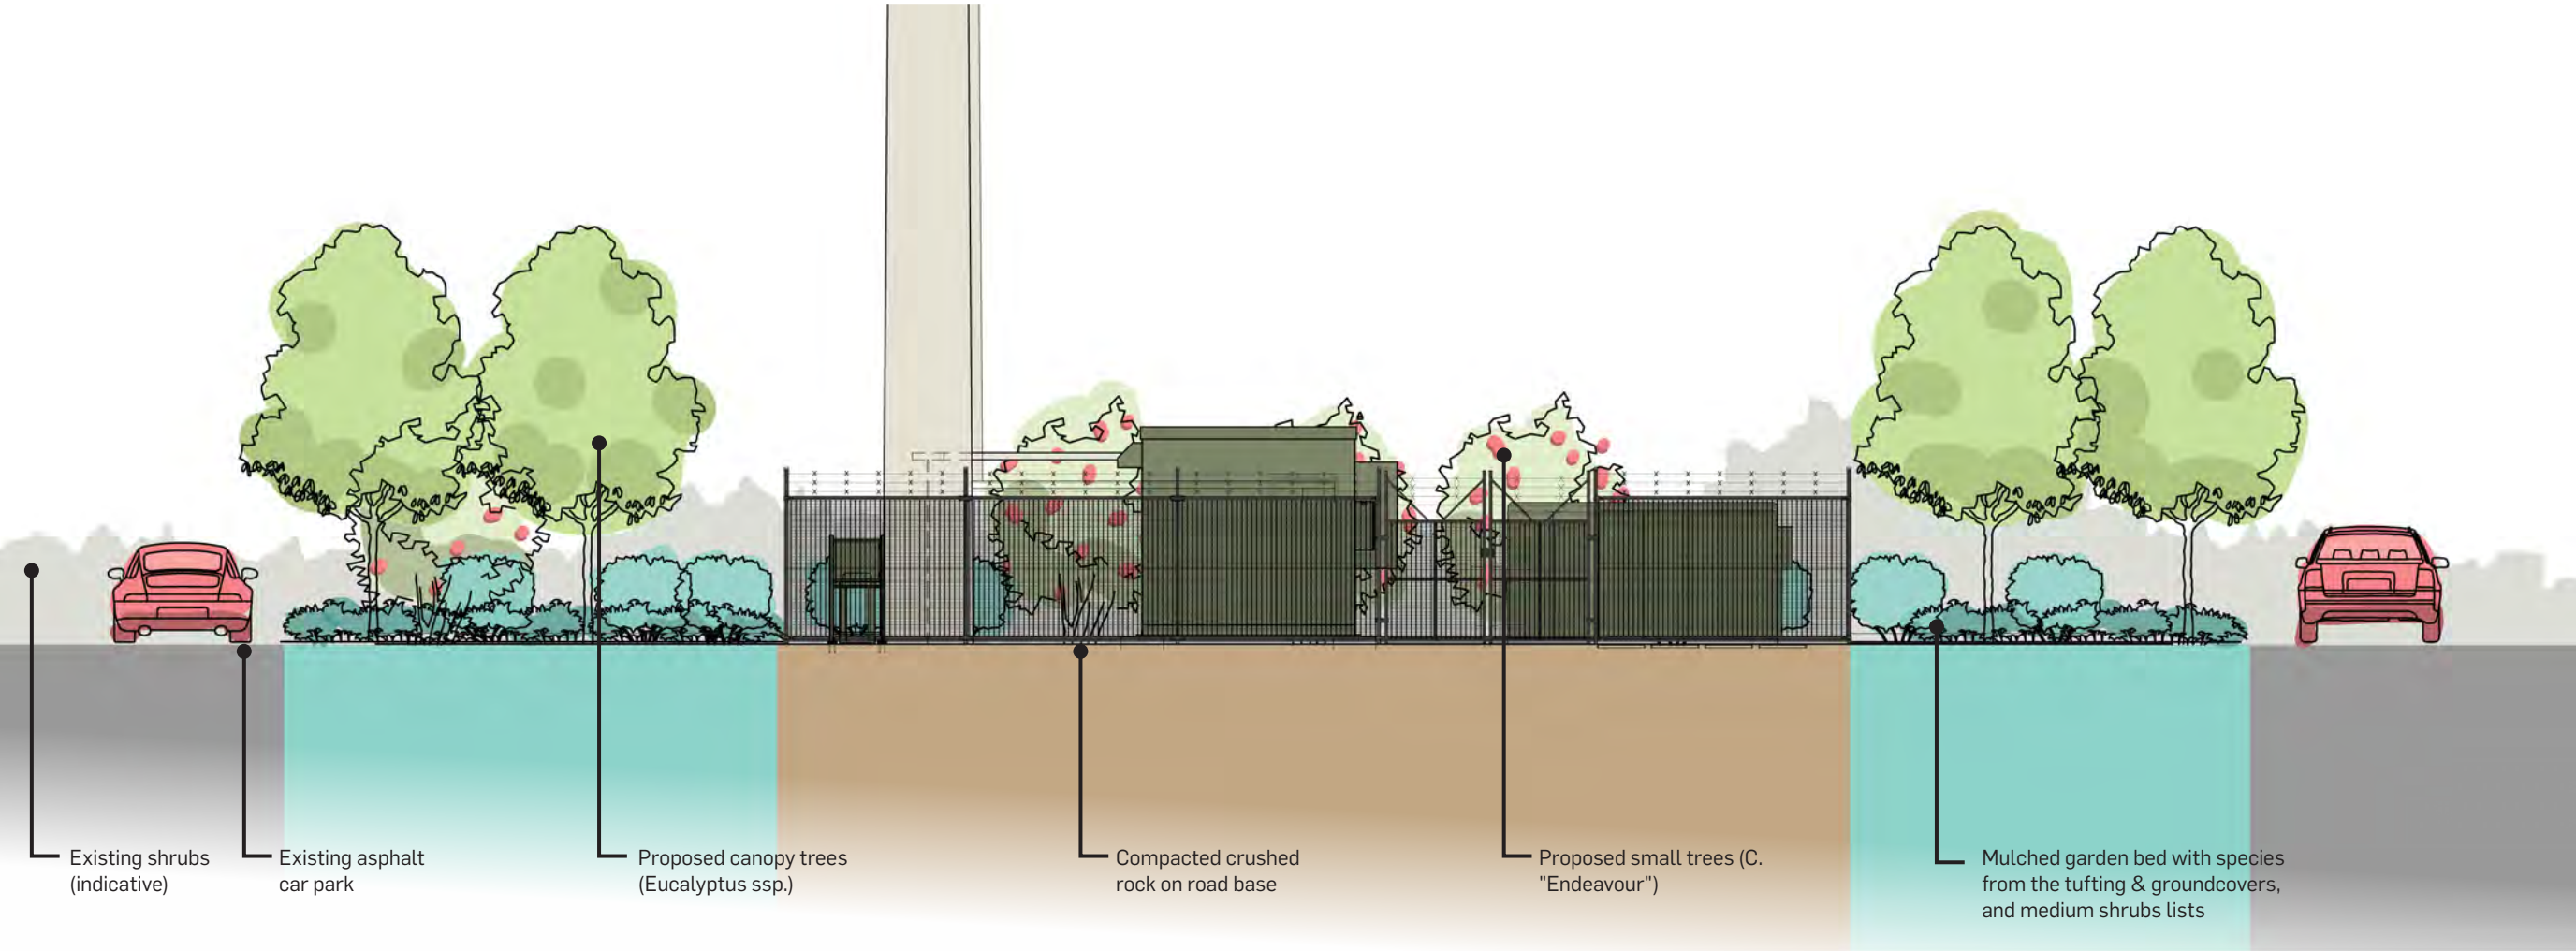 Existing shrubs
(indicative)
Existing asphalt
car park
Proposed canopy trees
(Eucalyptus ssp.)
Compacted crushed
rock on road base
Proposed small trees (C.
"Endeavour")
Mulched garden bed with species
from the tufting & groundcovers,
and medium shrubs lists